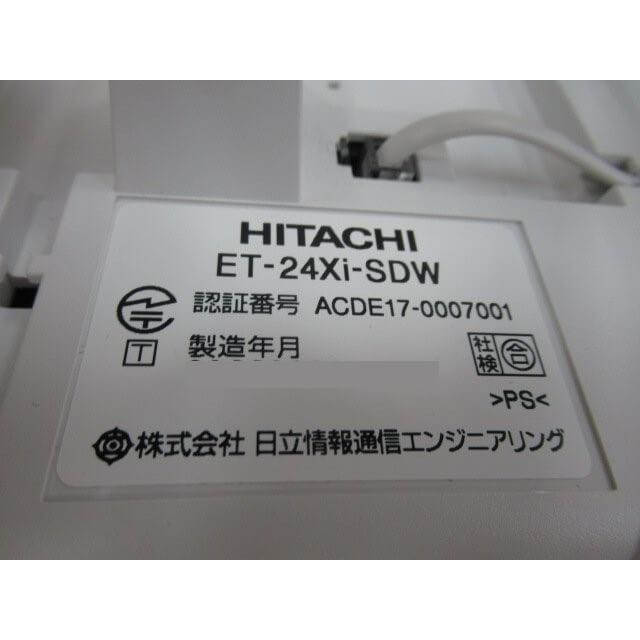 HITACHI
ET-24Xi-SDW
認証番号 ACDE17-0007001
T 製造年月
社検 合
>PS<
株式会社 日立情報通信エンジニアリング